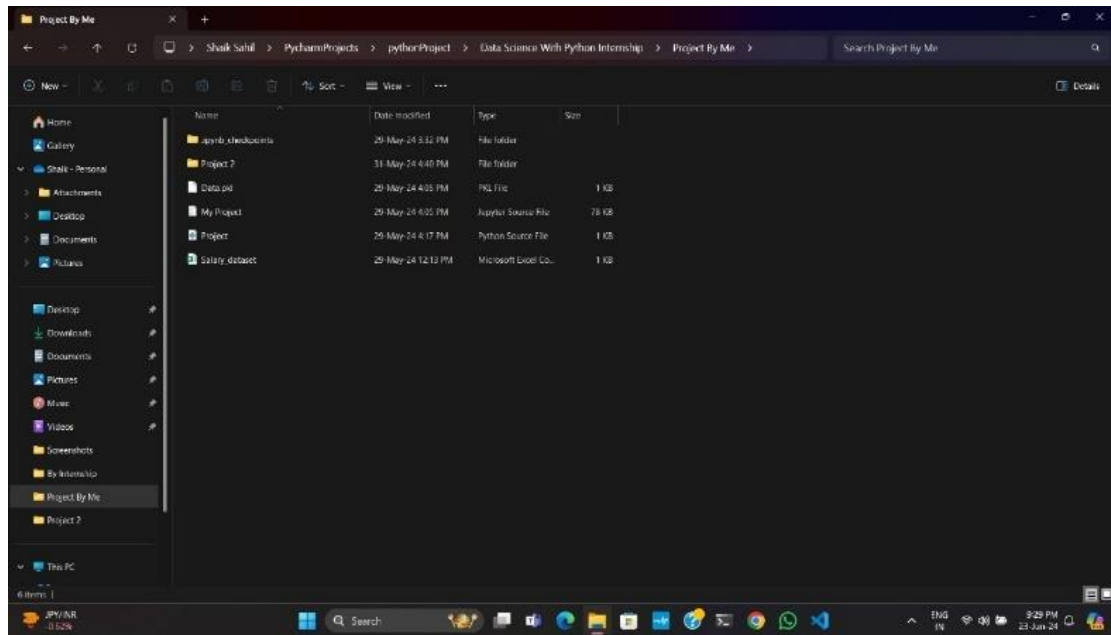 Project By Me
Shaik Sahil > PycharmProjects > pythonProject > Data Science With Python Internship > Project By Me >
Search Project By Me
New
Sort
View
Details
Name Date modified Type Size
.ipynb_checkpoints 29-May-24 3:32 PM File folder
Project 2 31-May-24 4:40 PM File folder
Data.pkl 29-May-24 4:05 PM PKL File 1 KB
My Project 29-May-24 4:05 PM Jupyter Source File 78 KB
Project 29-May-24 4:17 PM Python Source File 1 KB
Salary_dataset 29-May-24 12:13 PM Microsoft Excel Co... 1 KB
Home
Gallery
Shaik - Personal
Attachments
Desktop
Documents
Pictures
Desktop
Downloads
Documents
Pictures
Music
Videos
Screenshots
By Internship
Project By Me
Project 2
This PC
6 items
JPY/INR
-0.62%
Search
ENG
IN
9:29 PM
23-Jun-24